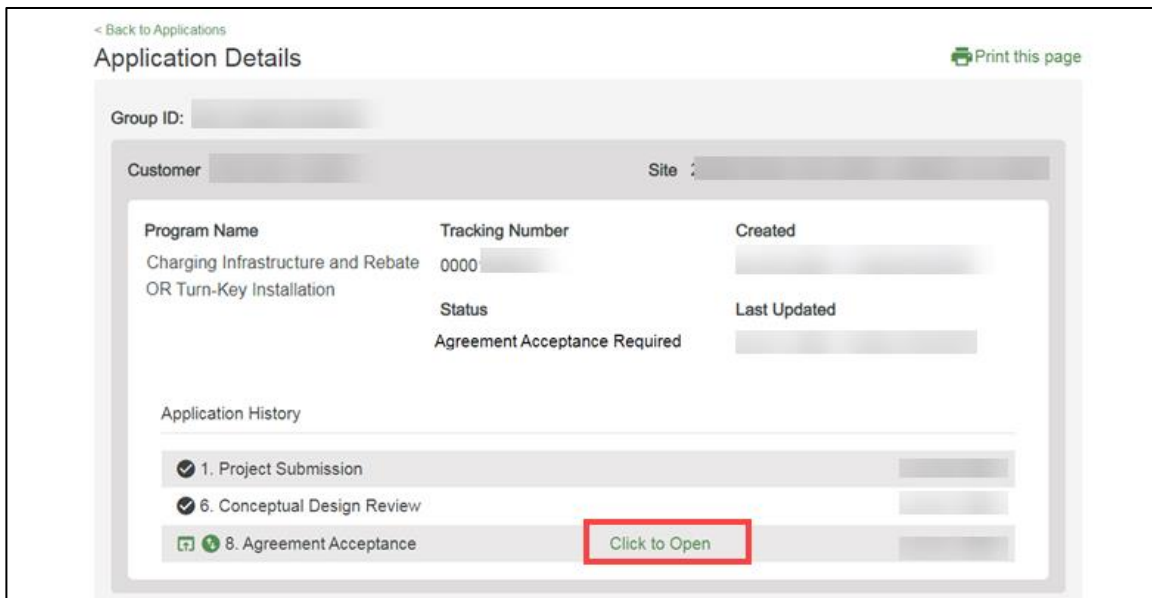 < Back to Applications
Application Details
Print this page
Group ID:
Customer
Site
Program Name
Tracking Number
Created
Charging Infrastructure and Rebate
OR Turn-Key Installation
0000
Status
Last Updated
Agreement Acceptance Required
Application History
1. Project Submission
6. Conceptual Design Review
8. Agreement Acceptance
Click to Open